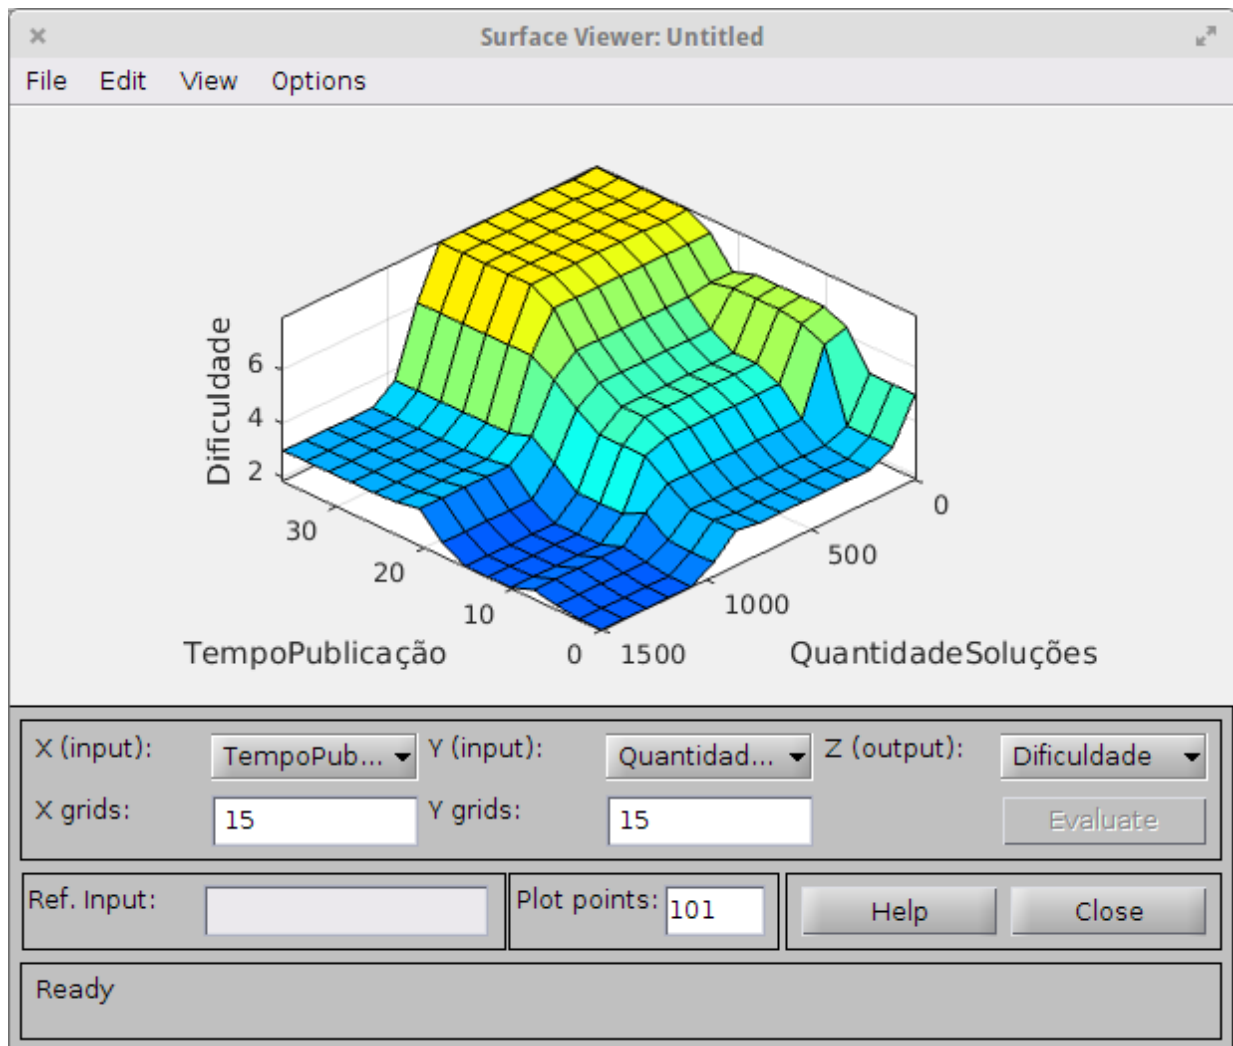 Surface Viewer: Untitled
File Edit View Options
Dificuldade
6
4
2
30
20
10
0
0
500
1000
1500
TempoPublicação
QuantidadeSoluções
X (input): TempoPub... Y (input): Quantidad... Z (output): Dificuldade
X grids: 15 Y grids: 15 Evaluate
Ref. Input: Plot points: 101 Help Close
Ready